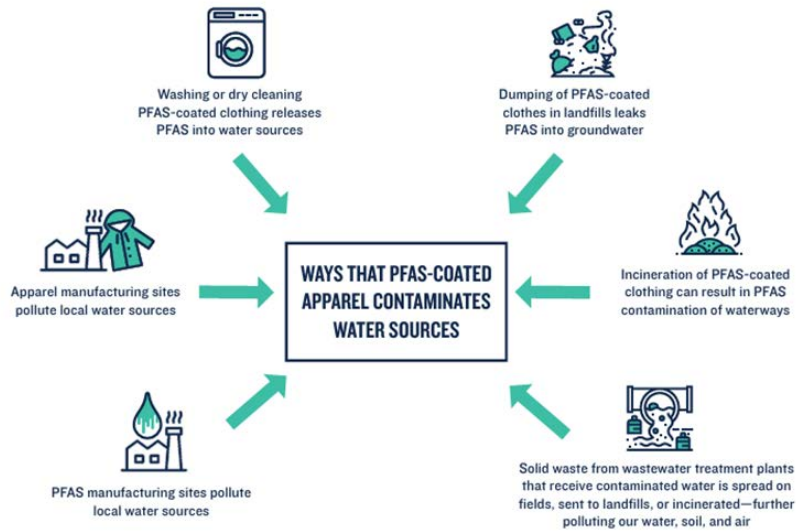 Washing or dry cleaning
PFAS-coated clothing releases
PFAS into water sources
Dumping of PFAS-coated
clothes in landfills leaks
PFAS into groundwater
Apparel manufacturing sites
pollute local water sources
WAYS THAT PFAS-COATED
APPAREL CONTAMINATES
WATER SOURCES
Incineration of PFAS-coated
clothing can result in PFAS
contamination of waterways
PFAS manufacturing sites pollute
local water sources
Solid waste from wastewater treatment plants
that receive contaminated water is spread on
fields, sent to landfills, or incinerated—further
polluting our water, soil, and air